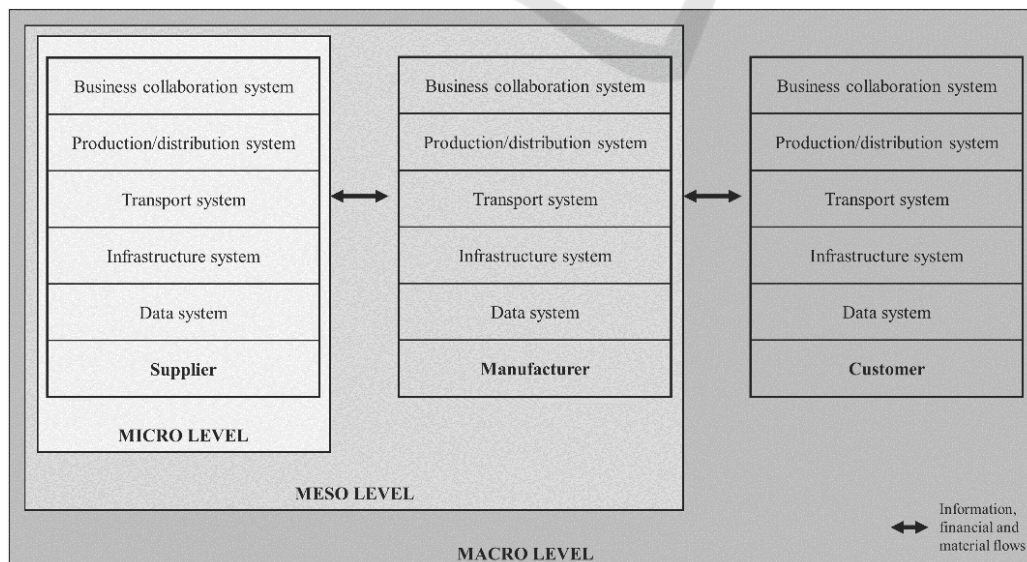 Business collaboration system
Production/distribution system
Transport system
Infrastructure system
Data system
Supplier
MICRO LEVEL
Business collaboration system
Production/distribution system
Transport system
Infrastructure system
Data system
Manufacturer
MESO LEVEL
Business collaboration system
Production/distribution system
Transport system
Infrastructure system
Data system
Customer
MACRO LEVEL
Information,
financial and
material flows